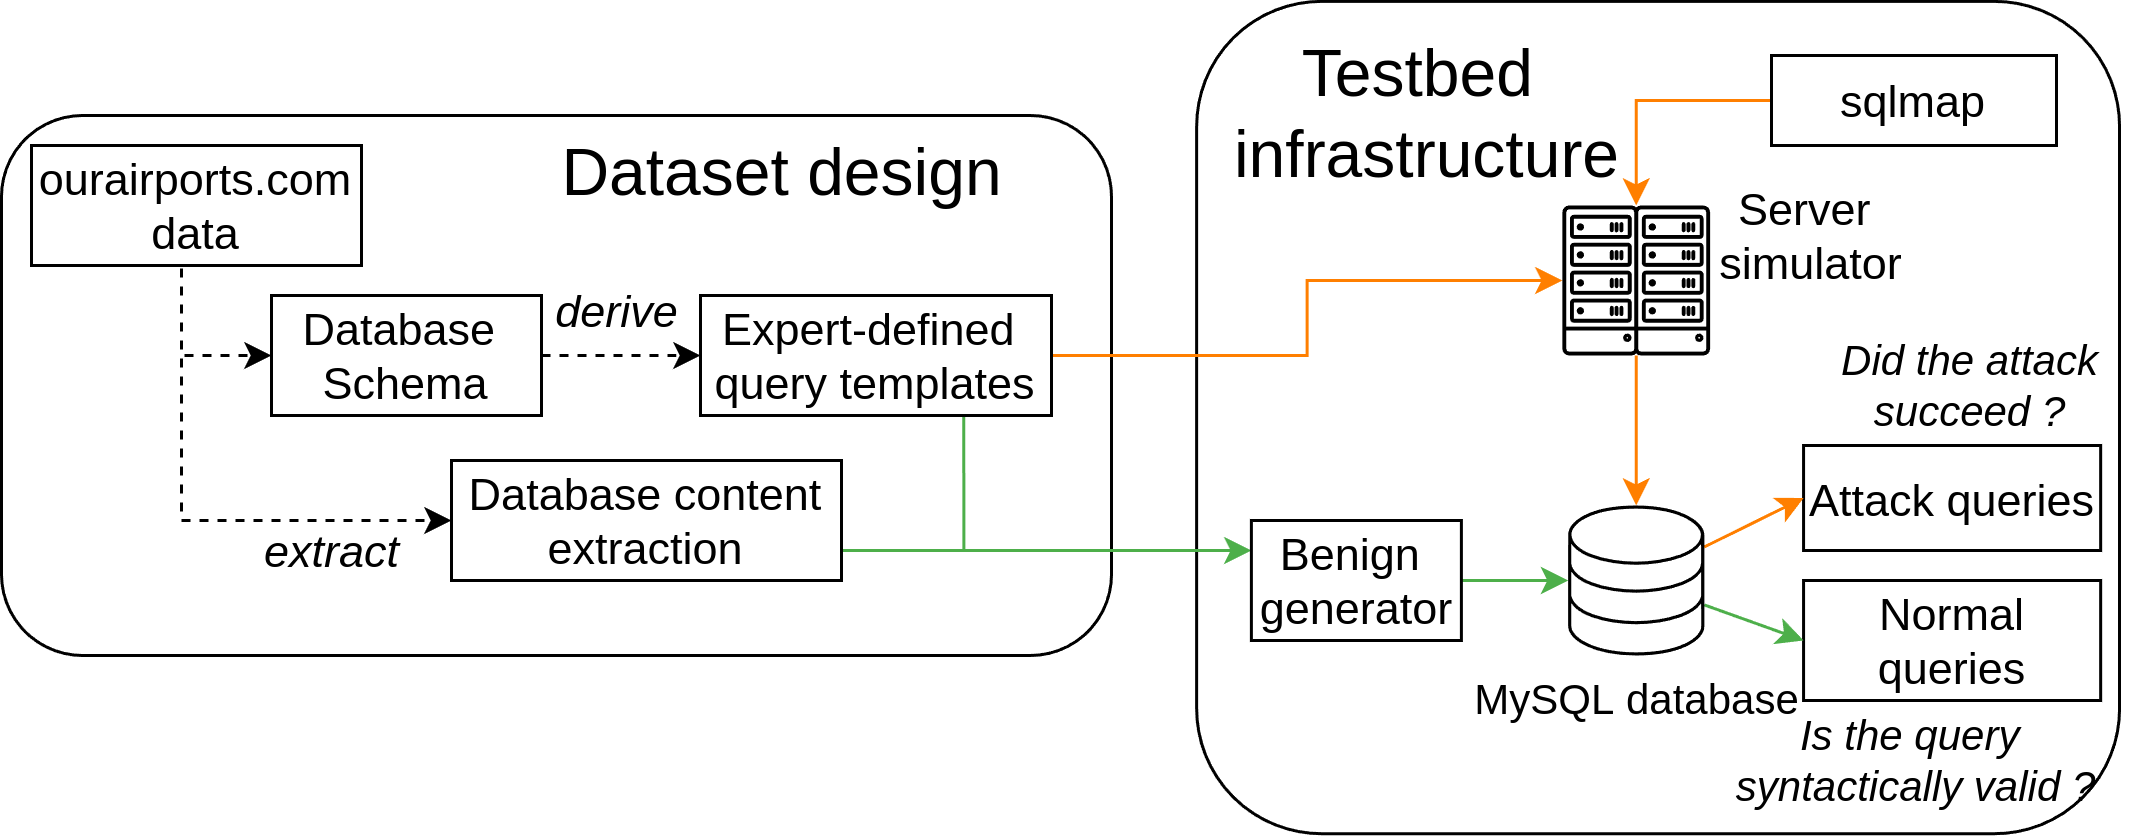 Dataset design
ourairports.com
data
Database
Schema
derive
Expert-defined
query templates
Database content
extraction
extract
Testbed
infrastructure
sqlmap
Server
simulator
Did the attack
succeed ?
Attack queries
Benign
generator
Normal
queries
MySQL database
Is the query
syntactically valid ?